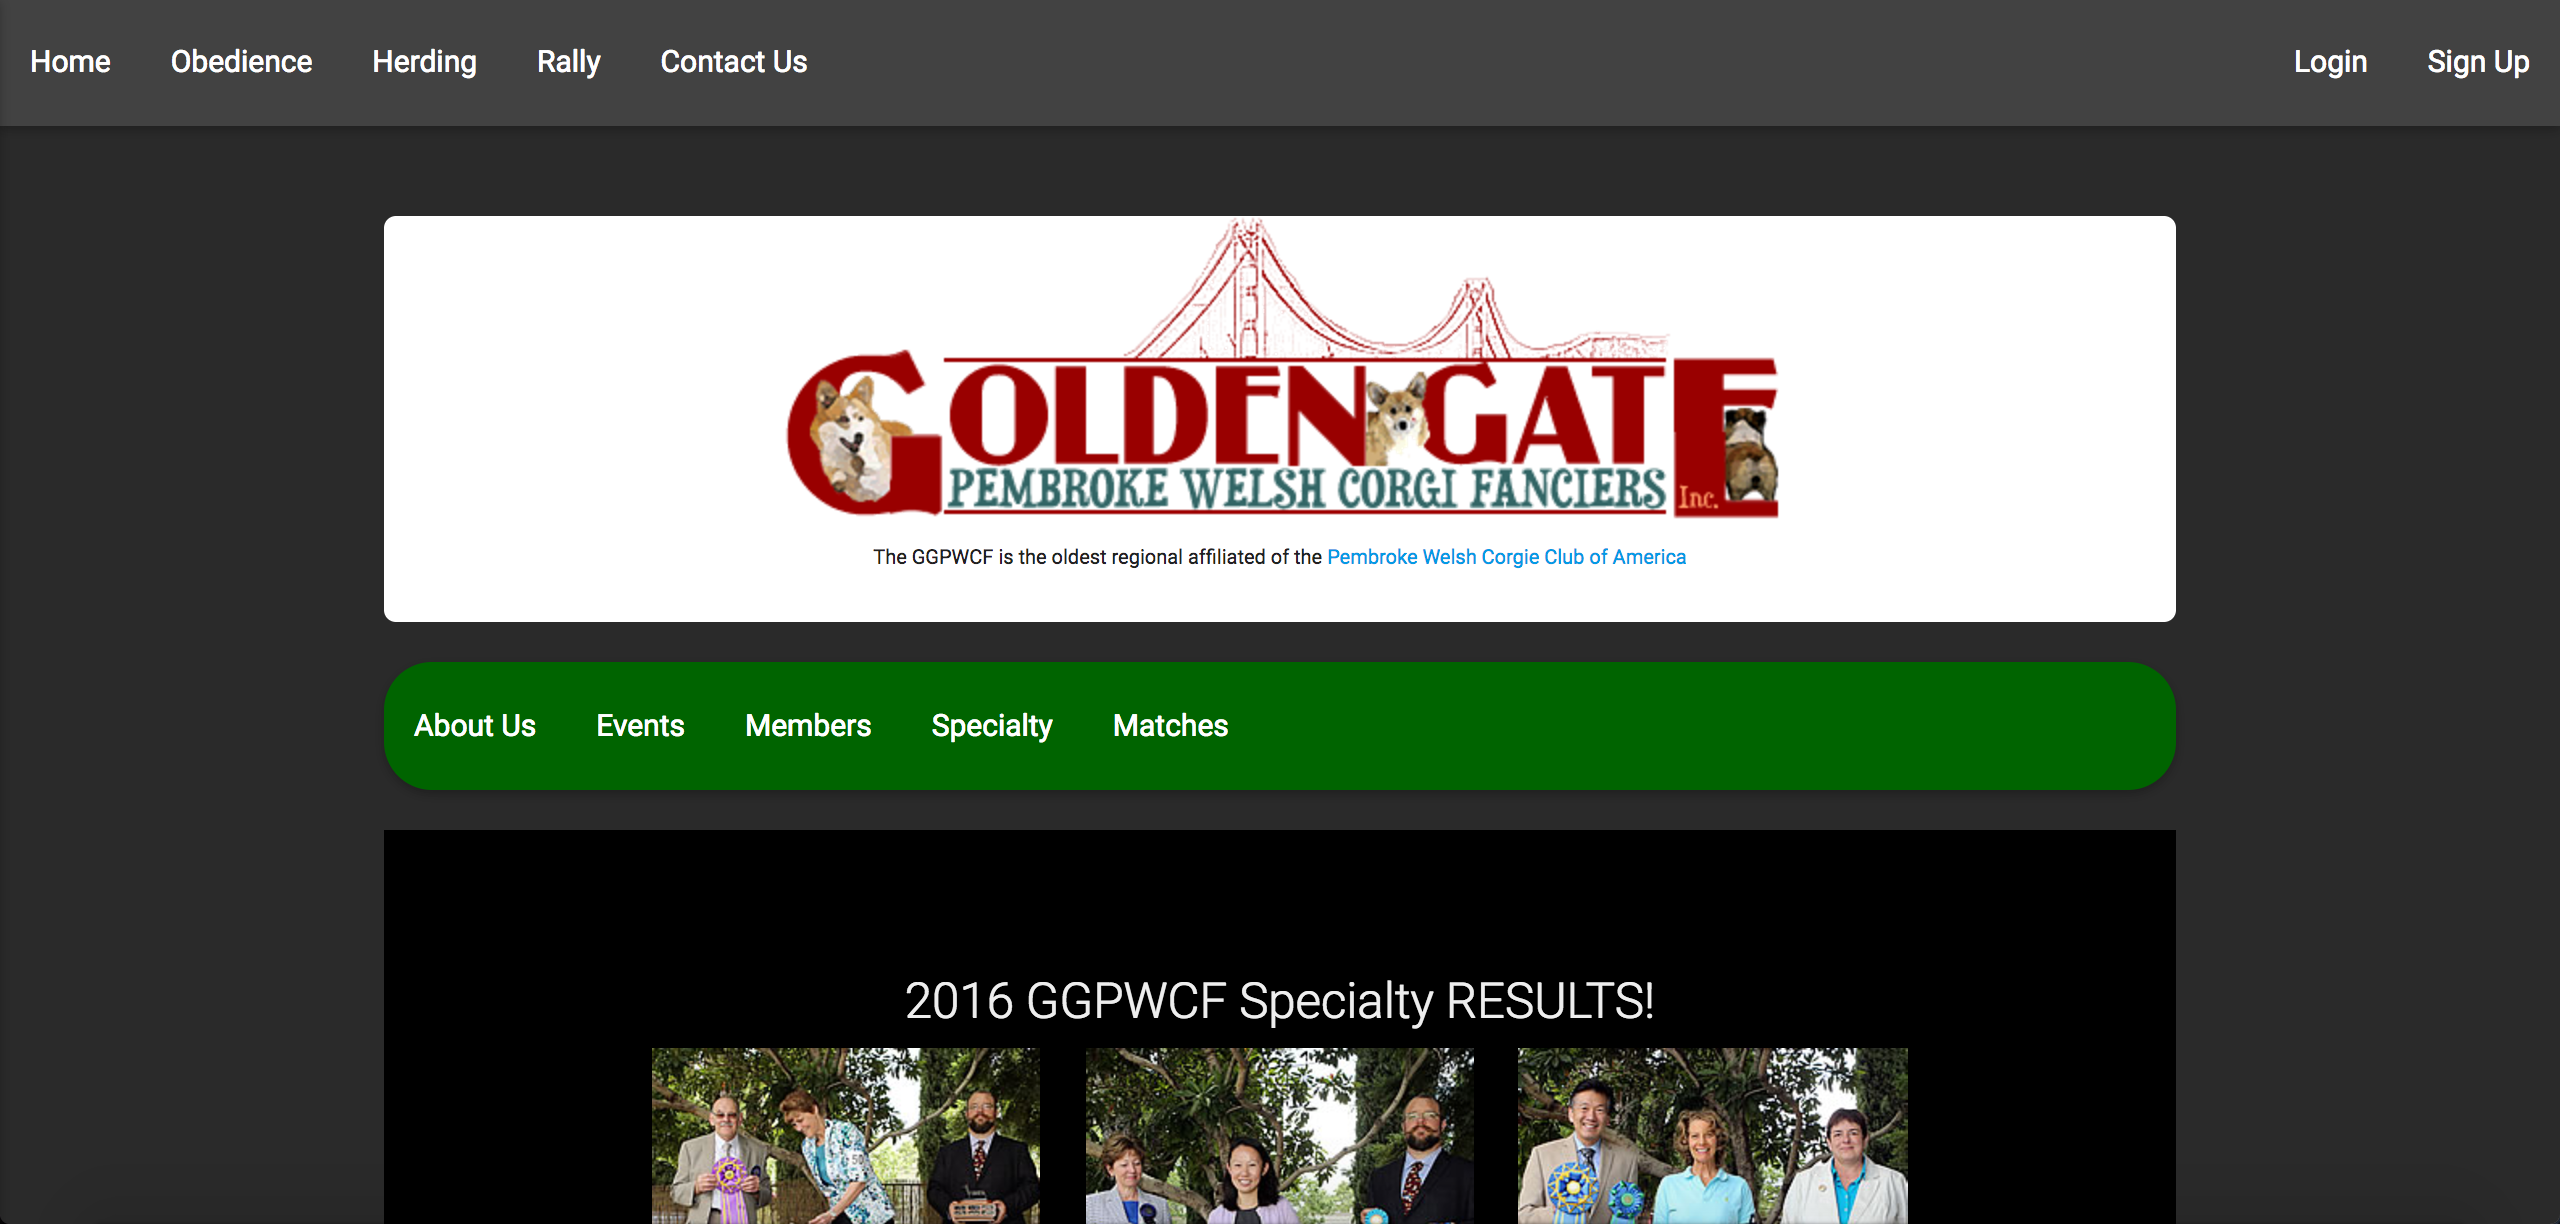 Home Obedience Herding Rally Contact Us Login Sign Up
GOLDEN GATE
PEMBROKE WELSH CORGI FANCIERS Inc.
The GGPWCF is the oldest regional affiliated of the Pembroke Welsh Corgie Club of America
About Us Events Members Specialty Matches
2016 GGPWCF Specialty RESULTS!